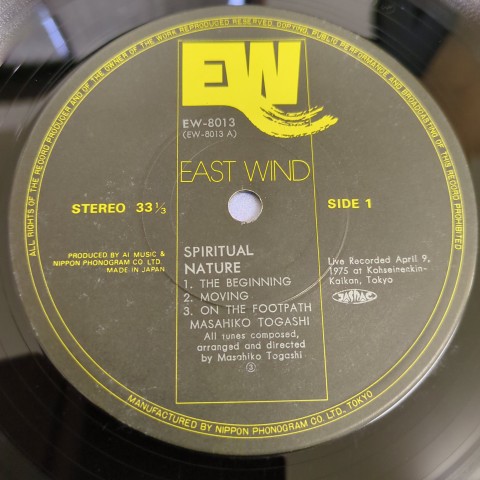 ALL RIGHTS OF THE RECORD PRODUCER AND OF THE OWNER OF THE WORK REPRODUCED RESERVED. COPYING, PUBLIC PERFORMANCE AND BROADCASTING OF THIS RECORD PROHIBITED
EW
EW-8013
(EW-8013 A)
EAST WIND
STEREO 33 1/3
SIDE 1
PRODUCED BY AI MUSIC &
NIPPON PHONOGRAM CO LTD.
MADE IN JAPAN
SPIRITUAL
NATURE
1. THE BEGINNING
2. MOVING
3. ON THE FOOTPATH
MASAHIKO TOGASHI
All tunes composed,
arranged and directed
by Masahiko Togashi
③
Live Recorded April 9,
1975 at Kohseinenkin-
Kaikan, Tokyo
JASRAC
MANUFACTURED BY NIPPON PHONOGRAM CO. LTD, TOKYO